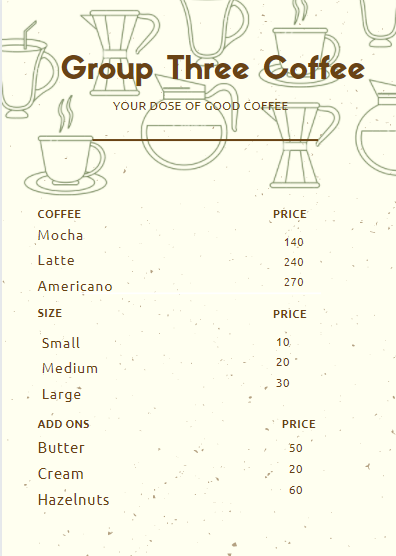 Group Three Coffee
YOUR DOSE OF GOOD COFFEE
COFFEE PRICE
Mocha 140
Latte 240
Americano 270
SIZE PRICE
Small 10
Medium 20
Large 30
ADD ONS PRICE
Butter 50
Cream 20
Hazelnuts 60